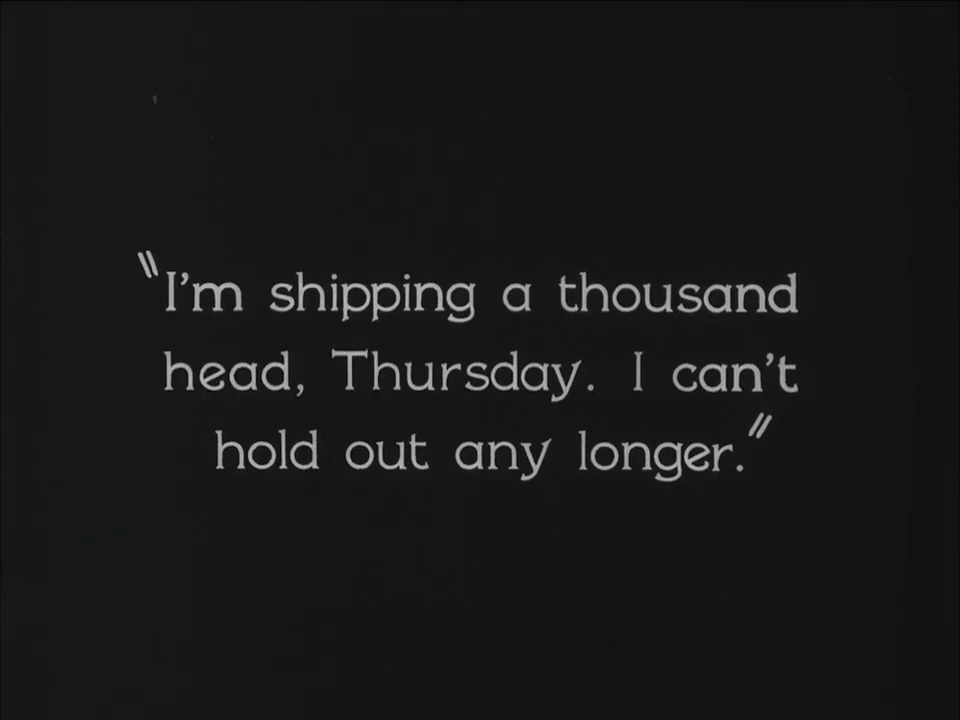 "I'm shipping a thousand
head, Thursday. I can't
hold out any longer."